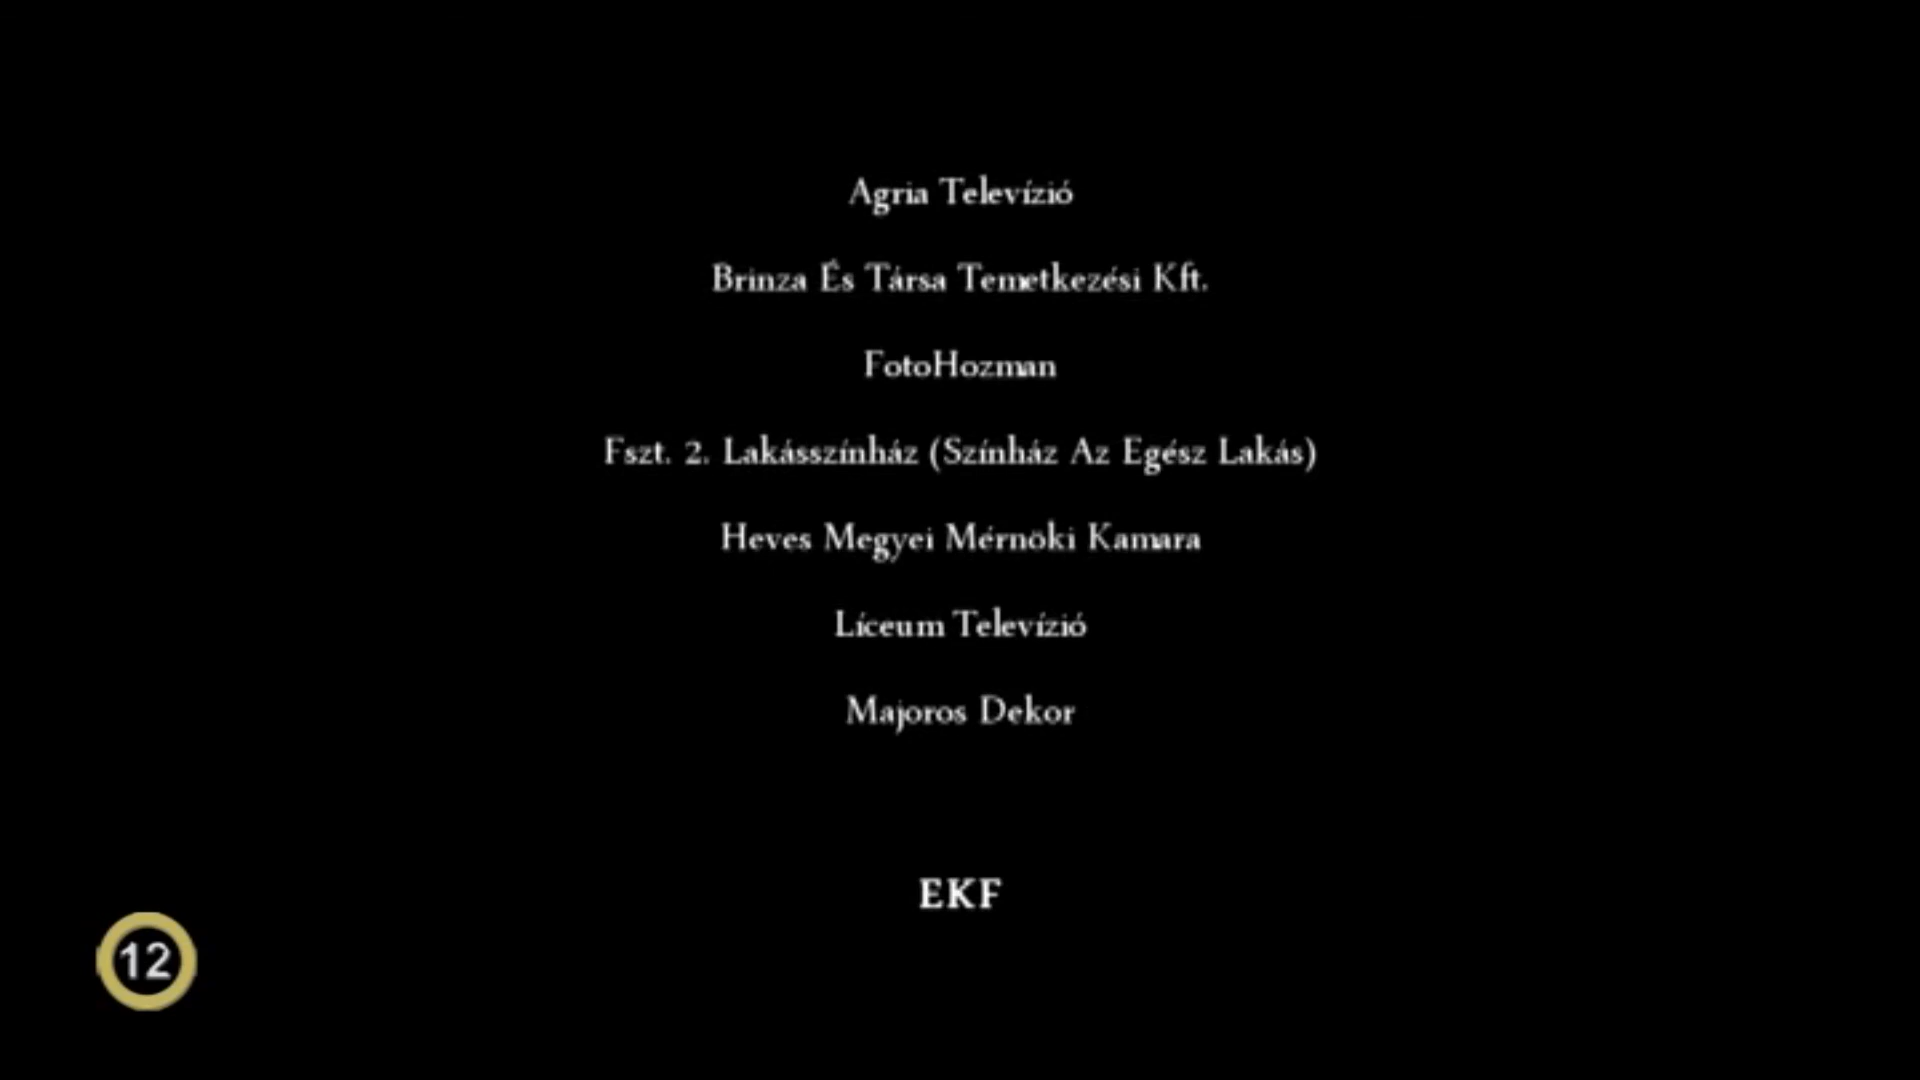 Agria Televízió
Brinza És Társa Temetkezési Kft.
FotoHozman
Fszt. 2. Lakásszínház (Színház Az Egész Lakás)
Heves Megyei Mérnöki Kamara
Líceum Televízió
Majoros Dekor
EKF
12